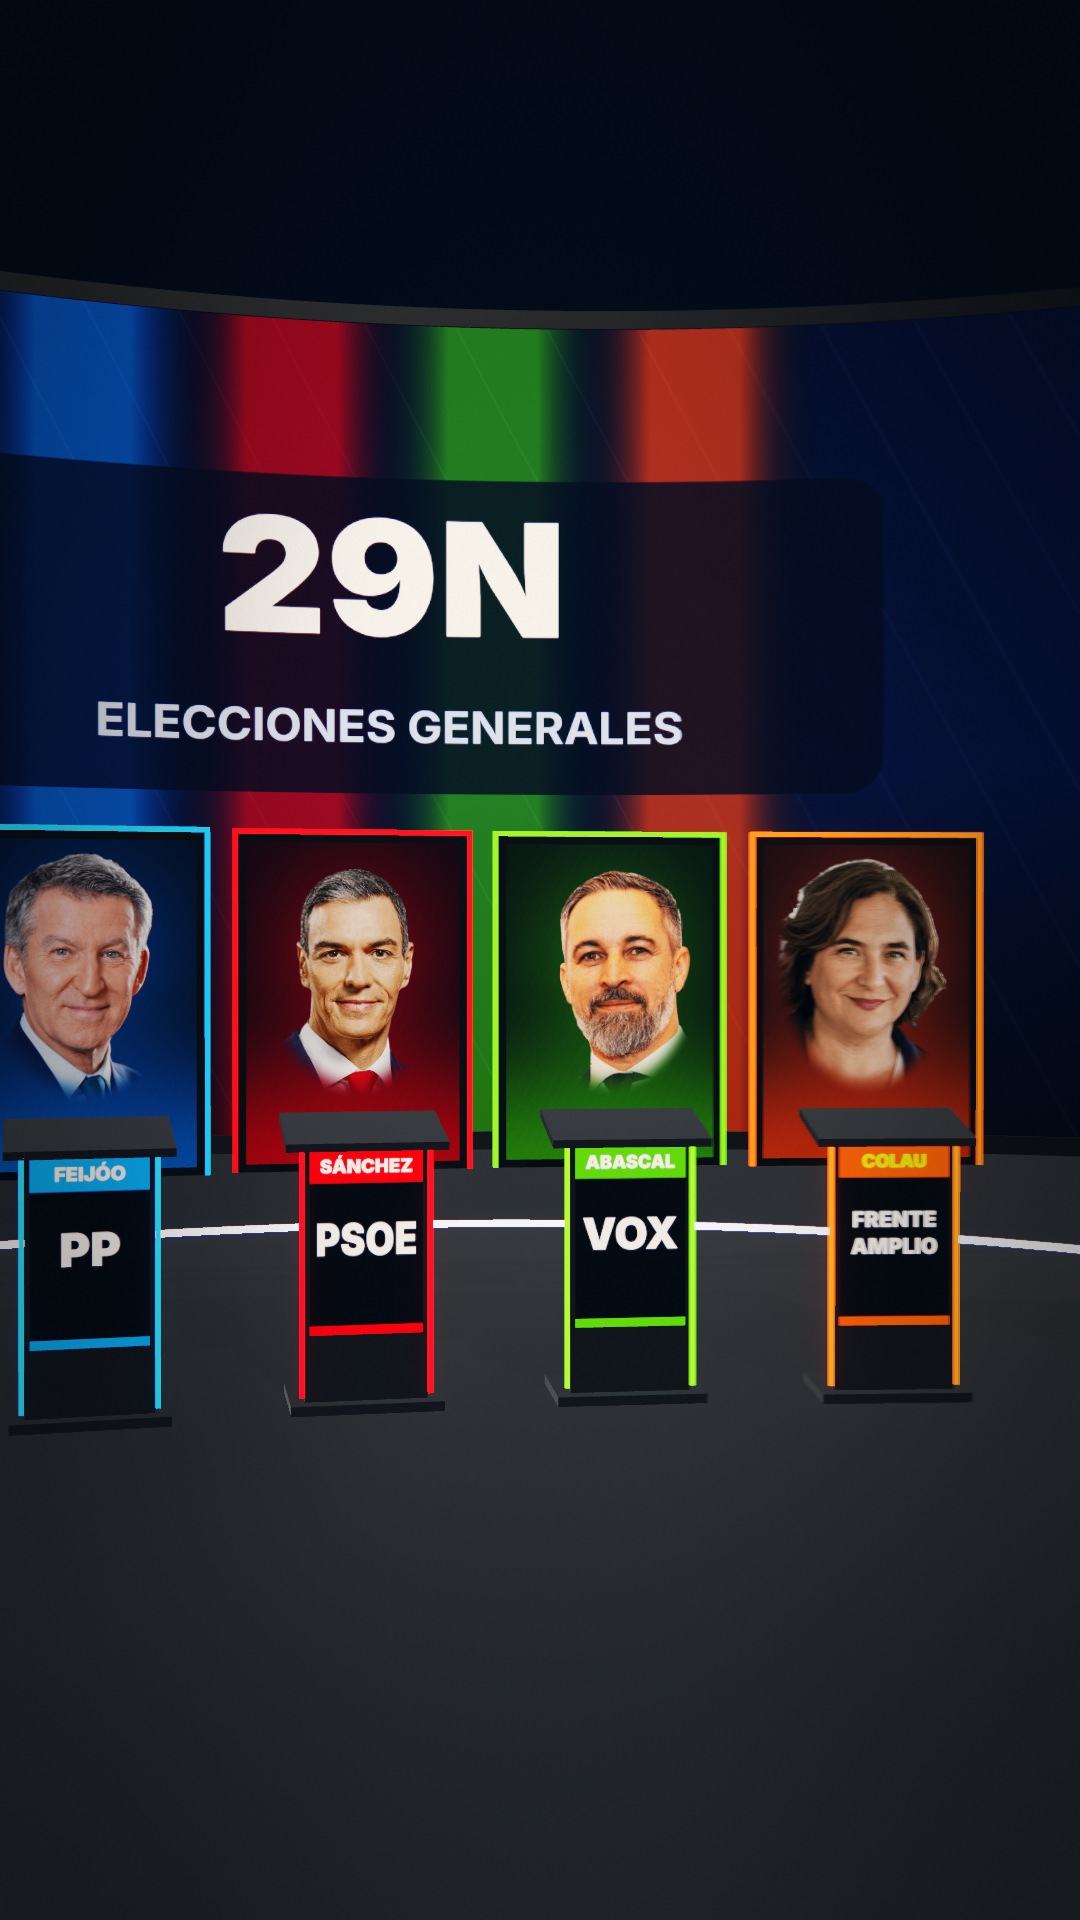 29N
ELECCIONES GENERALES
FEIJÓO
PP
SÁNCHEZ
PSOE
ABASCAL
VOX
COLAU
FRENTE
AMPLIO